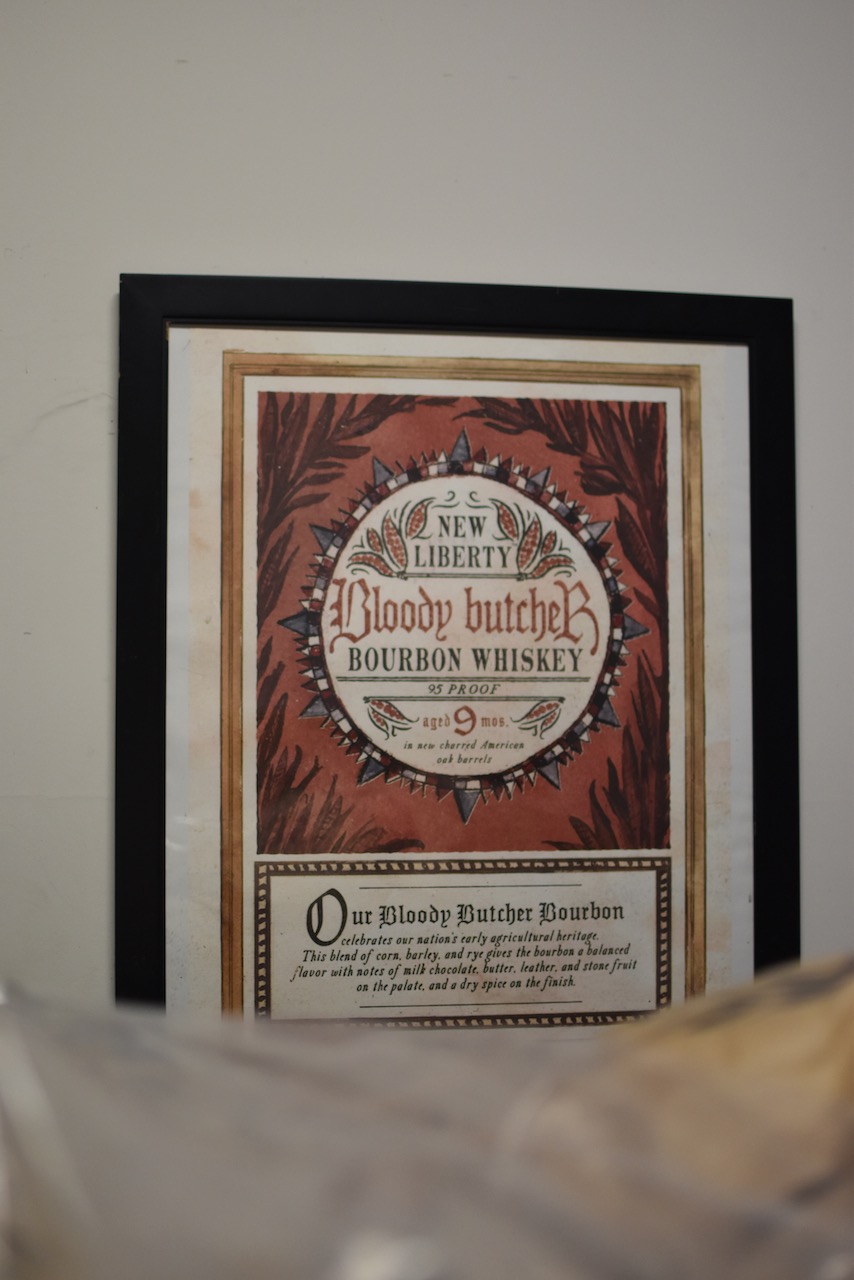 NEW
LIBERTY
Bloody butcheR
BOURBON WHISKEY
95 PROOF
aged 9 mos.
in new charred American
oak barrels
Our Bloody Butcher Bourbon
celebrates our nation's early agricultural heritage.
This blend of corn, barley, and rye gives the bourbon a balanced
flavor with notes of milk chocolate, butter, leather, and stone fruit
on the palate, and a dry spice on the finish.